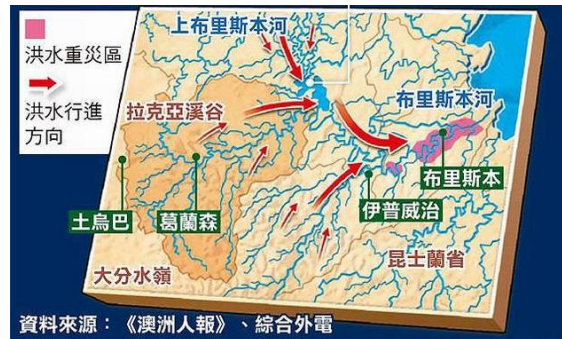 洪水重災區
洪水行進
方向
上布里斯本河
拉克亞溪谷
布里斯本河
布里斯本
伊普威治
土烏巴
葛蘭森
大分水嶺
昆士蘭省
資料來源：《澳洲人報》、綜合外電